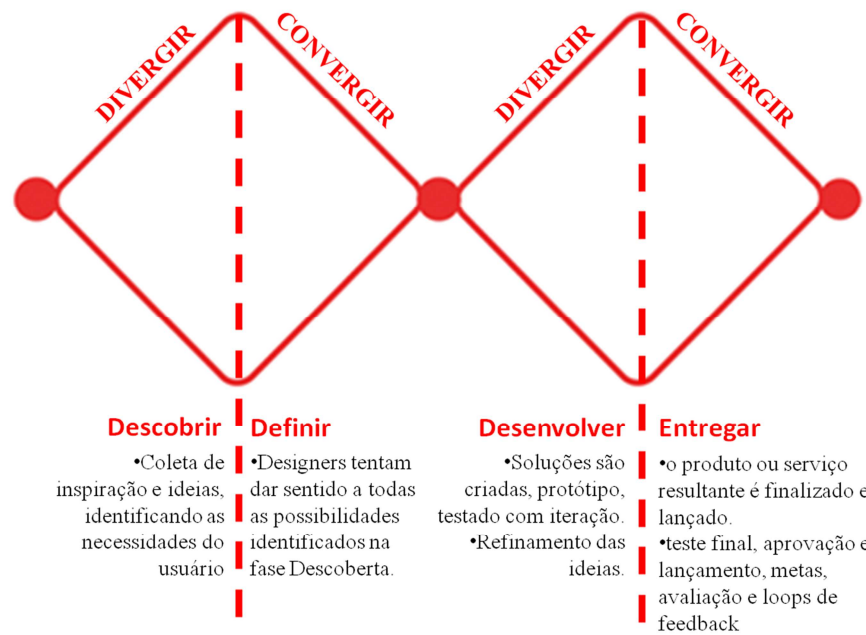 DIVERGIR
CONVERGIR
DIVERGIR
CONVERGIR
Descobrir
•Coleta de
inspiração e ideias,
identificando as
necessidades do
usuário
Definir
•Designers tentam
dar sentido a todas
as possibilidades
identificados na
fase Descoberta.
Desenvolver
•Soluções são
criadas, protótipo,
testado com iteração.
•Refinamento das
ideias.
Entregar
•o produto ou serviço
resultante é finalizado e
lançado.
•teste final, aprovação e
lançamento, metas,
avaliação e loops de
feedback